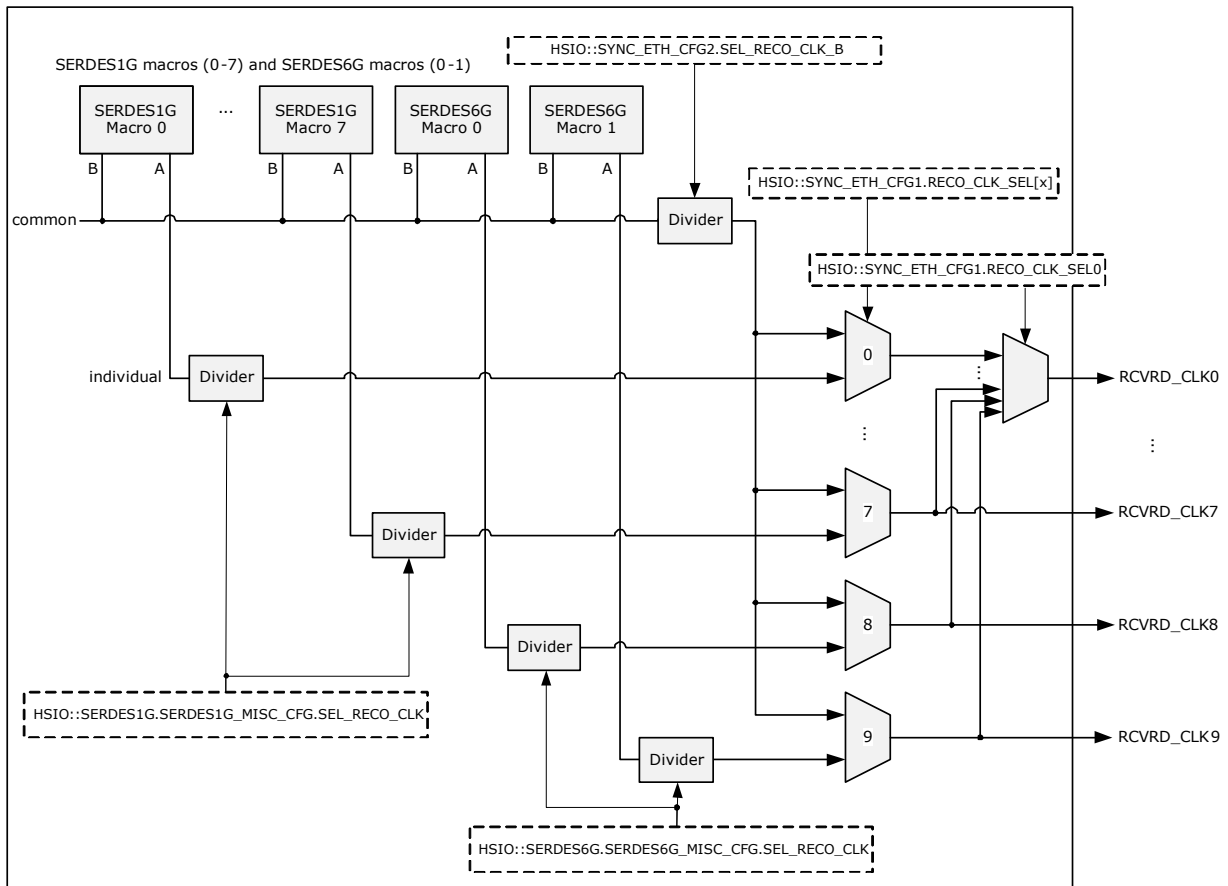 HSIO::SYNC_ETH_CFG2.SEL_RECO_CLK_B
SERDES1G macros (0-7) and SERDES6G macros (0-1)
SERDES1G
Macro 0
...
SERDES1G
Macro 7
SERDES6G
Macro 0
SERDES6G
Macro 1
B
A
B
A
B
A
B
A
HSIO::SYNC_ETH_CFG1.RECO_CLK_SEL[x]
common
Divider
HSIO::SYNC_ETH_CFG1.RECO_CLK_SEL0
0
individual
Divider
...
RCVRD_CLK0
...
...
7
RCVRD_CLK7
Divider
8
RCVRD_CLK8
Divider
HSIO::SERDES1G.SERDES1G_MISC_CFG.SEL_RECO_CLK
9
RCVRD_CLK9
Divider
HSIO::SERDES6G.SERDES6G_MISC_CFG.SEL_RECO_CLK